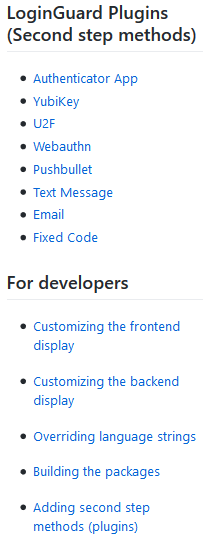 LoginGuard Plugins
(Second step methods)
Authenticator App
YubiKey
U2F
Webauthn
Pushbullet
Text Message
Email
Fixed Code
For developers
Customizing the frontend
display
Customizing the backend
display
Overriding language strings
Building the packages
Adding second step
methods (plugins)